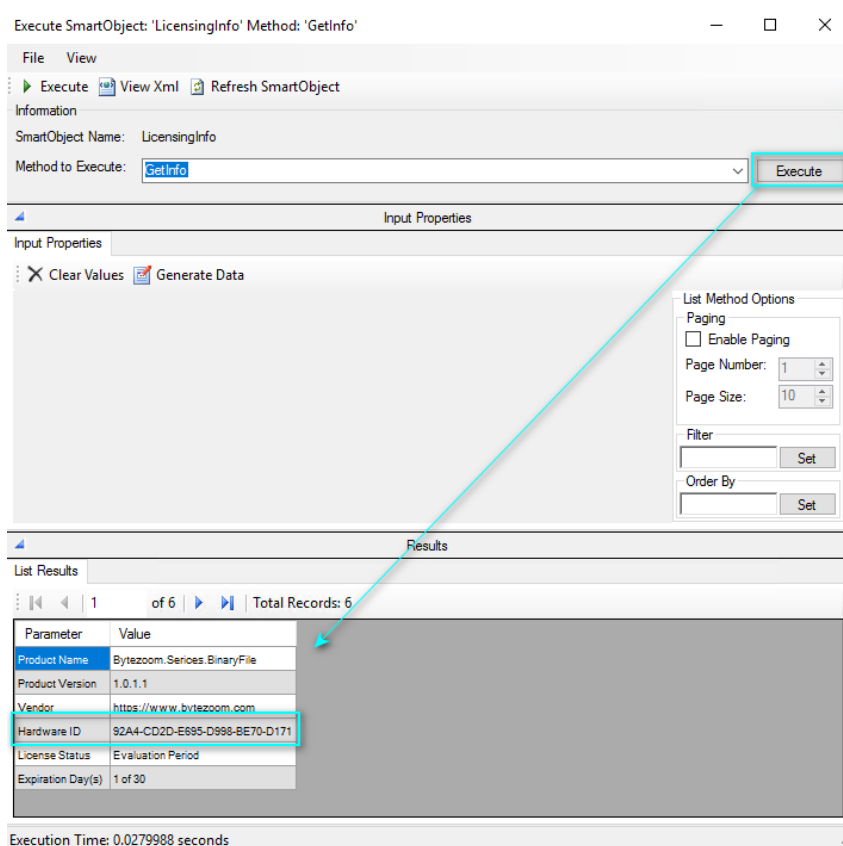 Execute SmartObject: 'LicensingInfo' Method: 'GetInfo'
File View
Execute View Xml Refresh SmartObject
Information
SmartObject Name: LicensingInfo
Method to Execute: GetInfo Execute
Input Properties
Input Properties
Clear Values Generate Data
List Method Options
Paging
Enable Paging
Page Number: 1
Page Size: 10
Filter
Set
Order By
Set
Results
List Results
1 of 6 Total Records: 6
Parameter Value
Product Name Bytezoom.Serices.BinaryFile
Product Version 1.0.1.1
Vendor https://www.bytezoom.com
Hardware ID 92A4-CD2D-E695-D998-BE70-D171
License Status Evaluation Period
Expiration Day(s) 1 of 30
Execution Time: 0.0279988 seconds